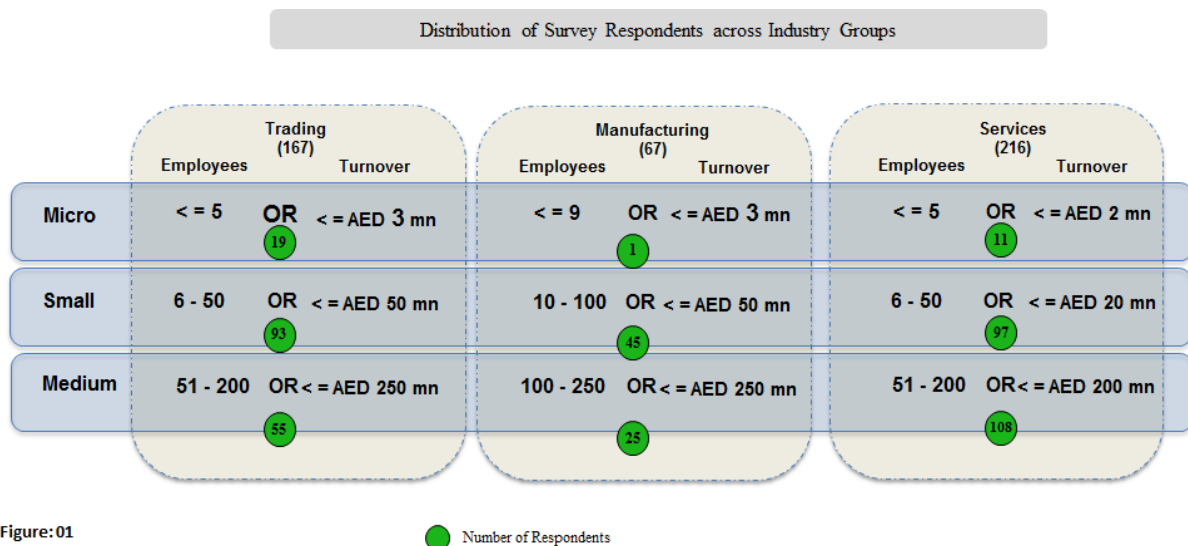 Distribution of Survey Respondents across Industry Groups
Trading
(167)
Employees Turnover
Manufacturing
(67)
Employees Turnover
Services
(216)
Employees Turnover
Micro
< = 5 OR < = AED 3 mn
19
< = 9 OR < = AED 3 mn
1
< = 5 OR < = AED 2 mn
11
Small
6 - 50 OR < = AED 50 mn
93
10 - 100 OR < = AED 50 mn
45
6 - 50 OR < = AED 20 mn
97
Medium
51 - 200 OR < = AED 250 mn
55
100 - 250 OR < = AED 250 mn
25
51 - 200 OR < = AED 200 mn
108
Figure: 01
Number of Respondents